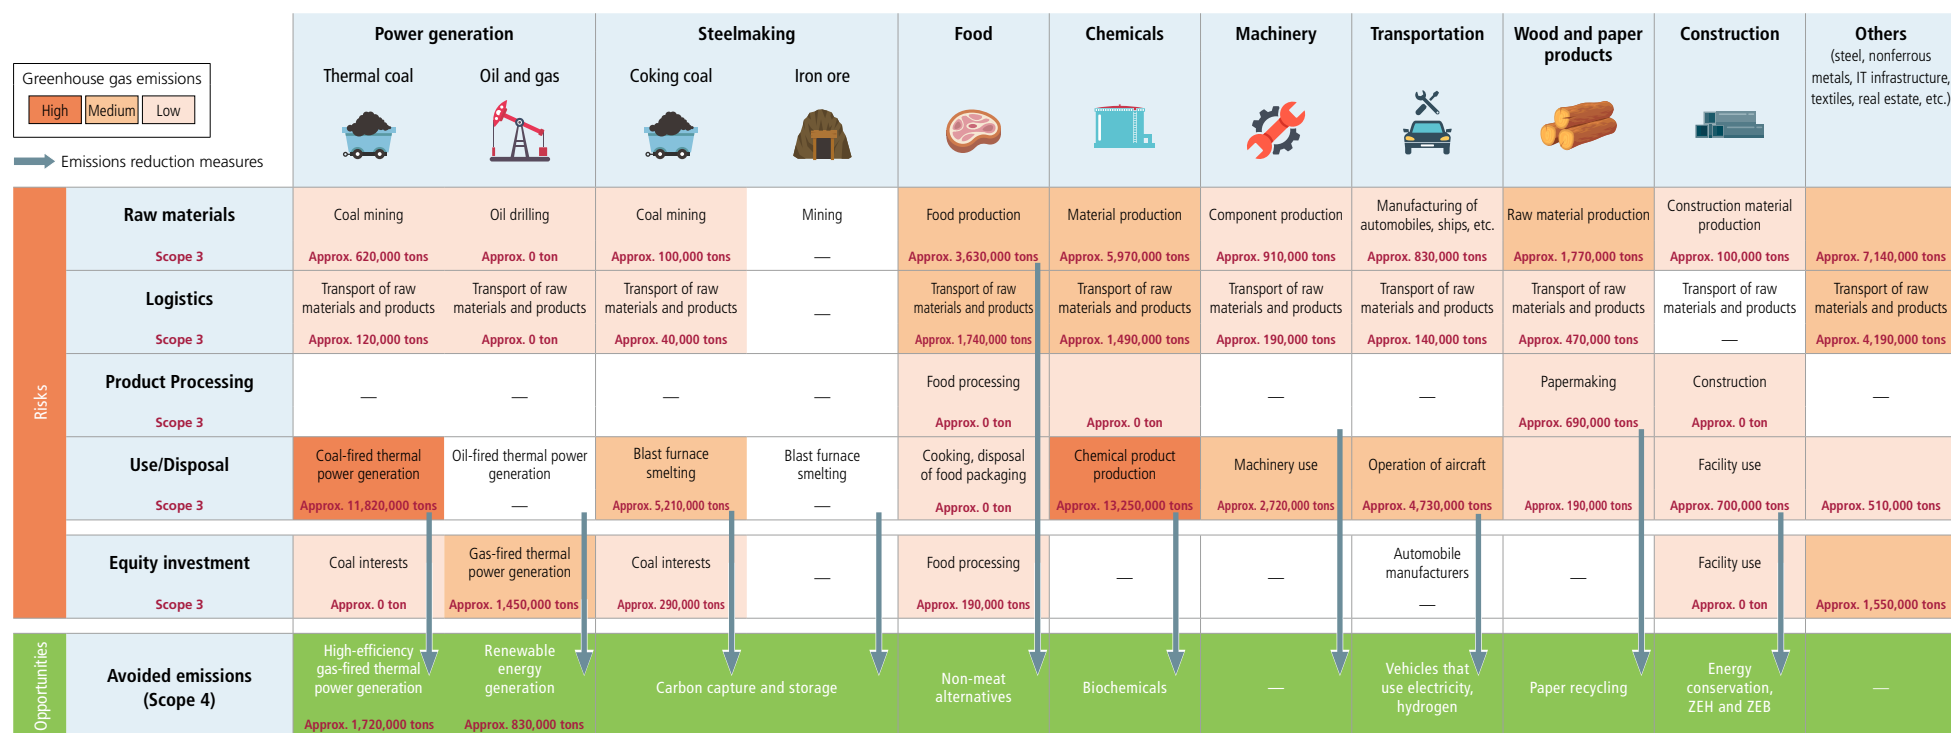 Greenhouse gas emissions
High Medium Low
Emissions reduction measures
Power generation
Thermal coal
Oil and gas
Steelmaking
Coking coal
Iron ore
Food
Chemicals
Machinery
Transportation
Wood and paper
products
Construction
Others
(steel, nonferrous
metals, IT infrastructure,
textiles, real estate, etc.)
Risks
Raw materials
Scope 3
Coal mining
Approx. 620,000 tons
Oil drilling
Approx. 0 ton
Coal mining
Approx. 100,000 tons
Mining
—
Food production
Approx. 3,630,000 tons
Material production
Approx. 5,970,000 tons
Component production
Approx. 910,000 tons
Manufacturing of
automobiles, ships, etc.
Approx. 830,000 tons
Raw material production
Approx. 1,770,000 tons
Construction material
production
Approx. 100,000 tons
Approx. 7,140,000 tons
Logistics
Scope 3
Transport of raw
materials and products
Approx. 120,000 tons
Transport of raw
materials and products
Approx. 0 ton
Transport of raw
materials and products
Approx. 40,000 tons
—
Transport of raw
materials and products
Approx. 1,740,000 tons
Transport of raw
materials and products
Approx. 1,490,000 tons
Transport of raw
materials and products
Approx. 190,000 tons
Transport of raw
materials and products
Approx. 140,000 tons
Transport of raw
materials and products
Approx. 470,000 tons
Transport of raw
materials and products
—
Transport of raw
materials and products
Approx. 4,190,000 tons
Product Processing
Scope 3
—
—
—
—
Food processing
Approx. 0 ton
Approx. 0 ton
—
—
Papermaking
Approx. 690,000 tons
Construction
Approx. 0 ton
—
Use/Disposal
Scope 3
Coal-fired thermal
power generation
Approx. 11,820,000 tons
Oil-fired thermal power
generation
—
Blast furnace
smelting
Approx. 5,210,000 tons
Blast furnace
smelting
—
Cooking, disposal
of food packaging
Approx. 0 ton
Chemical product
production
Approx. 13,250,000 tons
Machinery use
Approx. 2,720,000 tons
Operation of aircraft
Approx. 4,730,000 tons
Approx. 190,000 tons
Facility use
Approx. 700,000 tons
Approx. 510,000 tons
Equity investment
Scope 3
Coal interests
Approx. 0 ton
Gas-fired thermal
power generation
Approx. 1,450,000 tons
Coal interests
Approx. 290,000 tons
—
Food processing
Approx. 190,000 tons
—
—
Automobile
manufacturers
—
—
Facility use
Approx. 0 ton
Approx. 1,550,000 tons
Opportunities
Avoided emissions
(Scope 4)
High-efficiency
gas-fired thermal
power generation
Approx. 1,720,000 tons
Renewable
energy
generation
Approx. 830,000 tons
Carbon capture and storage
Non-meat
alternatives
Biochemicals
—
Vehicles that
use electricity,
hydrogen
Paper recycling
Energy
conservation,
ZEH and ZEB
—